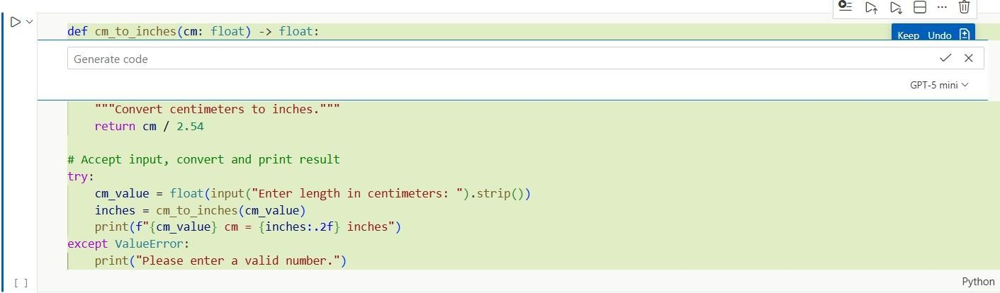 def cm_to_inches(cm: float) -> float:
Keep Undo
Generate code
GPT-5 mini
    """Convert centimeters to inches."""
    return cm / 2.54
# Accept input, convert and print result
try:
    cm_value = float(input("Enter length in centimeters: ").strip())
    inches = cm_to_inches(cm_value)
    print(f"{cm_value} cm = {inches:.2f} inches")
except ValueError:
    print("Please enter a valid number.")
[ ]
Python